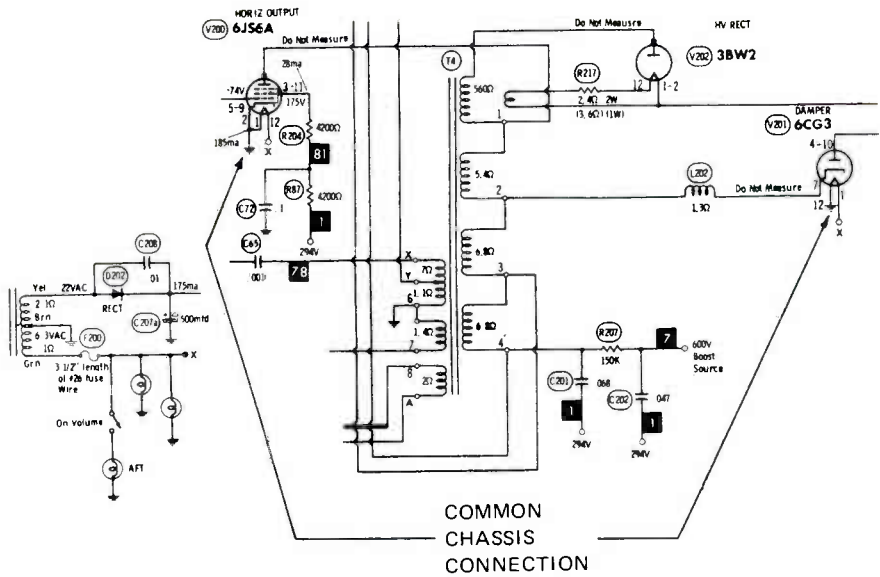 HORIZ OUTPUT
V200 6JS6A
Do Not Measure
Do Not Meausre
HV RECT
V202 3BW2
28ma
-74V
3-11
175V
5-9
2
1
12
X
185ma
R204
4200Ω
81
R87
4200Ω
1
294V
C72
.1
C65
.001
78
T4
560Ω
1
R217
2.4Ω 2W
(3.6Ω)(1W)
12
1-2
DAMPER
V201 6CG3
4-10
7
12
1
X
5.4Ω
2
L202
1.3Ω
Do Not Measure
6.8Ω
3
6.8Ω
4
X
7Ω
Y
1.1Ω
6
1.4Ω
7
8
2Ω
A
R207
150K
7
600V
Boost
Source
C201
.068
1
294V
C202
.047
1
294V
C208
.01
Yel 22VAC
D202
RECT
175ma
2.1Ω
Brn
C207a
500mfd
6.3VAC
1Ω
F200
Grn
3 1/2" length
of #26 fuse
Wire
X
On Volume
AFT
COMMON
CHASSIS
CONNECTION